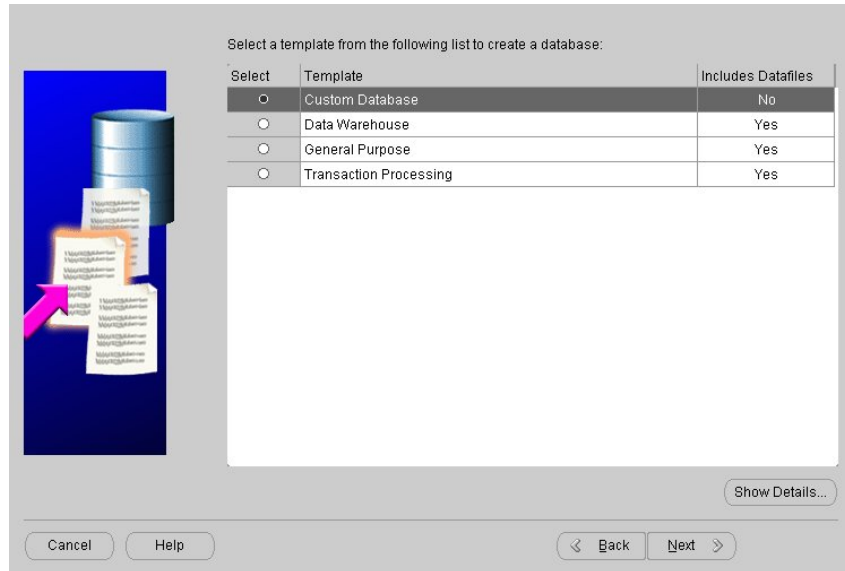 Select a template from the following list to create a database:
Select Template Includes Datafiles
Custom Database No
Data Warehouse Yes
General Purpose Yes
Transaction Processing Yes
Show Details...
Cancel Help Back Next